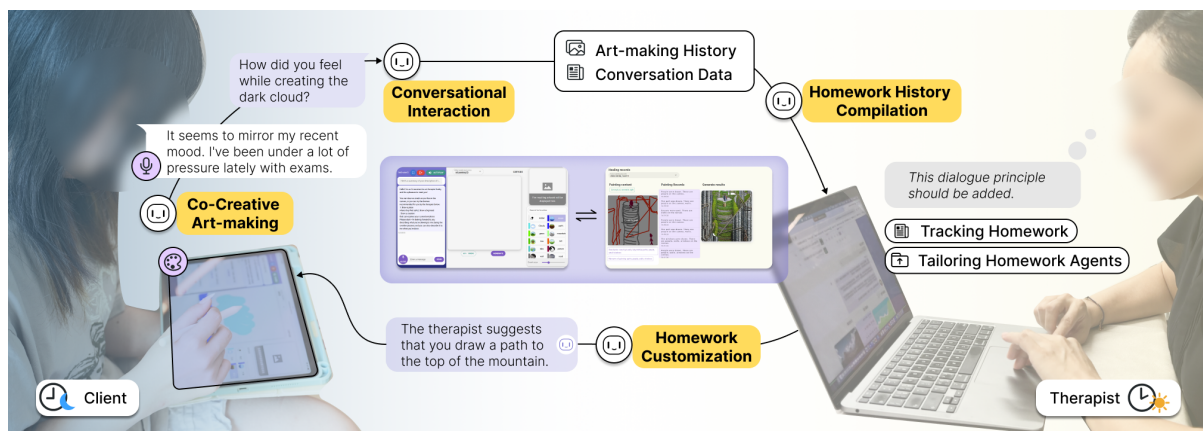 How did you feel
while creating the
dark cloud?
It seems to mirror my recent
mood. I've been under a lot of
pressure lately with exams.
Co-Creative
Art-making
Conversational
Interaction
Art-making History
Conversation Data
Homework History
Compilation
This dialogue principle
should be added.
Tracking Homework
Tailoring Homework Agents
The therapist suggests
that you draw a path to
the top of the mountain.
Homework
Customization
Client
Therapist